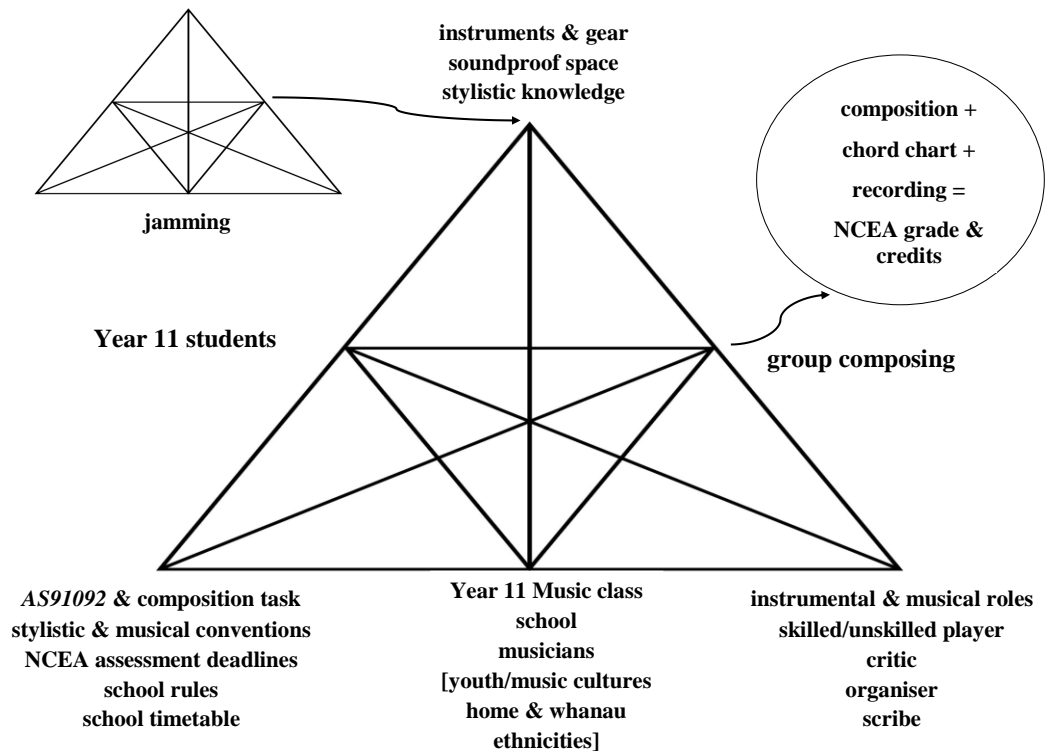 instruments & gear
soundproof space
stylistic knowledge
jamming
composition +
chord chart +
recording =
NCEA grade &
credits
Year 11 students
group composing
AS91092 & composition task
stylistic & musical conventions
NCEA assessment deadlines
school rules
school timetable
Year 11 Music class
school
musicians
[youth/music cultures
home & whanau
ethnicities]
instrumental & musical roles
skilled/unskilled player
critic
organiser
scribe